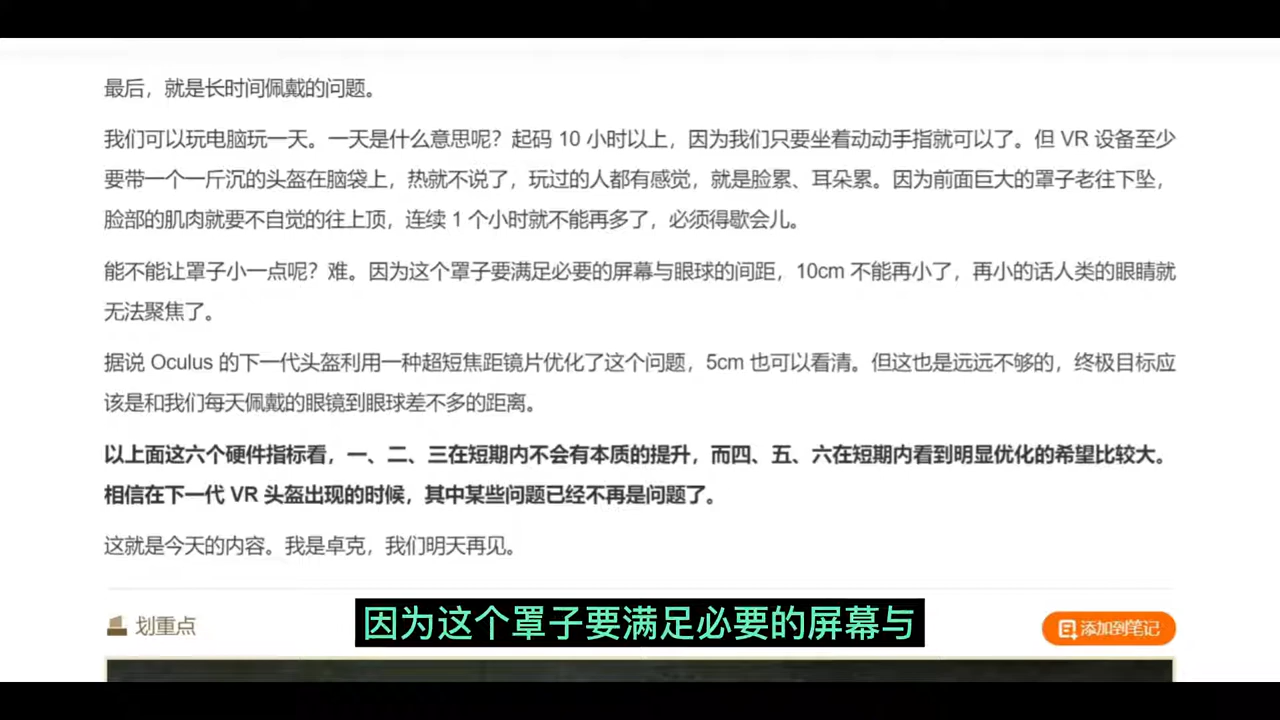 最后，就是长时间佩戴的问题。
我们可以玩电脑玩一天。一天是什么意思呢？起码 10 小时以上，因为我们只要坐着动动手指就可以了。但 VR 设备至少
要带一个一斤沉的头盔在脑袋上，热就不说了，玩过的人都有感觉，就是脸累、耳朵累。因为前面巨大的罩子老往下坠，
脸部的肌肉就要不自觉的往上顶，连续 1 个小时就不能再多了，必须得歇会儿。
能不能让罩子小一点呢？难。因为这个罩子要满足必要的屏幕与眼球的间距，10cm 不能再小了，再小的话人类的眼睛就
无法聚焦了。
据说 Oculus 的下一代头盔利用一种超短焦距镜片优化了这个问题，5cm 也可以看清。但这也是远远不够的，终极目标应
该是和我们每天佩戴的眼镜到眼球差不多的距离。
以上面这六个硬件指标看，一、二、三在短期内不会有本质的提升，而四、五、六在短期内看到明显优化的希望比较大。
相信在下一代 VR 头盔出现的时候，其中某些问题已经不再是问题了。
这就是今天的内容。我是卓克，我们明天再见。
划重点
添加到笔记
因为这个罩子要满足必要的屏幕与